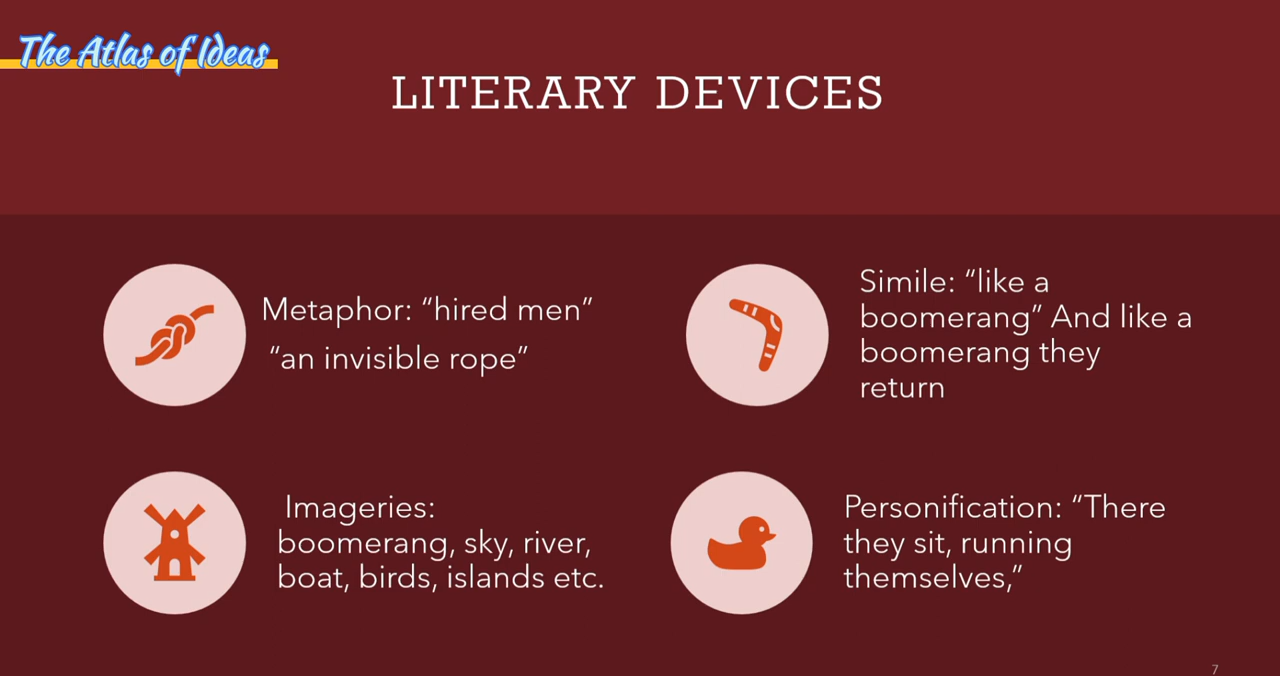 The Atlas of Ideas
LITERARY DEVICES
Metaphor: “hired men”
“an invisible rope”
Simile: “like a
boomerang” And like a
boomerang they
return
Imageries:
boomerang, sky, river,
boat, birds, islands etc.
Personification: “There
they sit, running
themselves,”
7